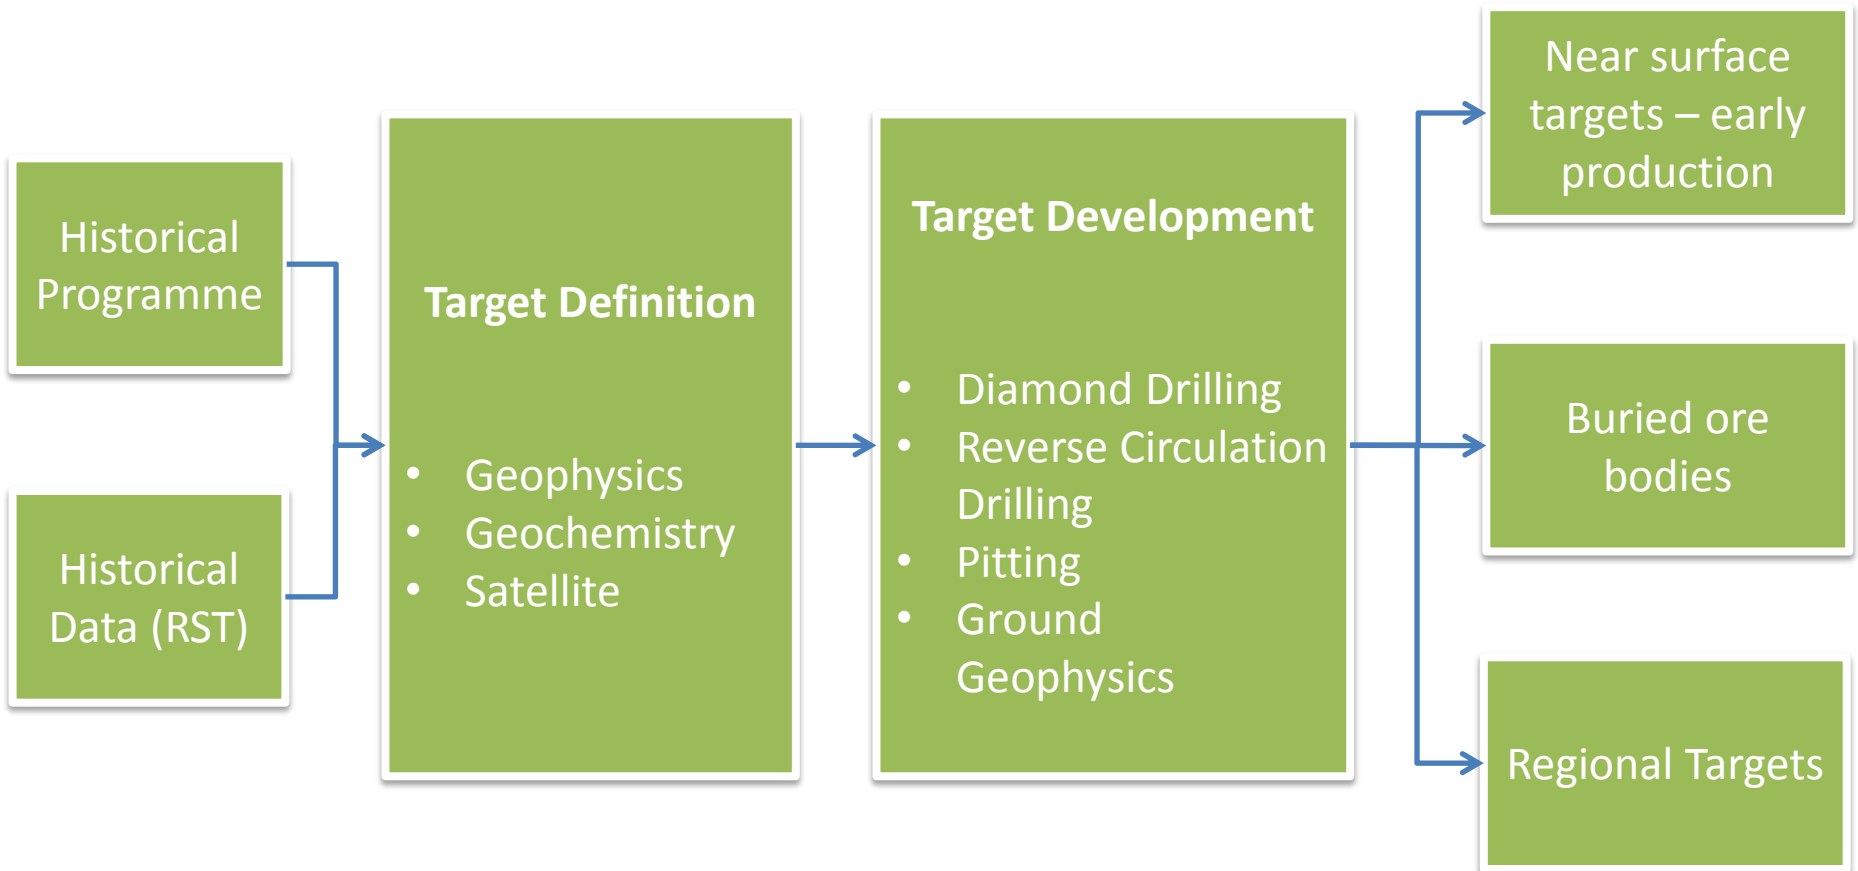 Historical
Programme
Historical
Data (RST)
Target Definition
• Geophysics
• Geochemistry
• Satellite
Target Development
• Diamond Drilling
• Reverse Circulation
Drilling
• Pitting
• Ground
Geophysics
Near surface
targets – early
production
Buried ore
bodies
Regional Targets